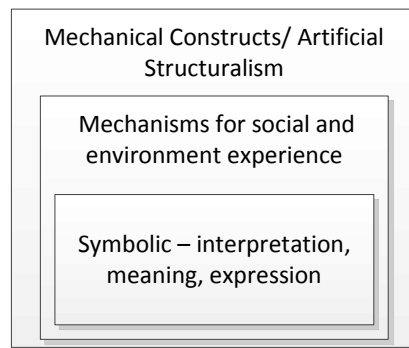 Mechanical Constructs/ Artificial
Structuralism
Mechanisms for social and
environment experience
Symbolic – interpretation,
meaning, expression